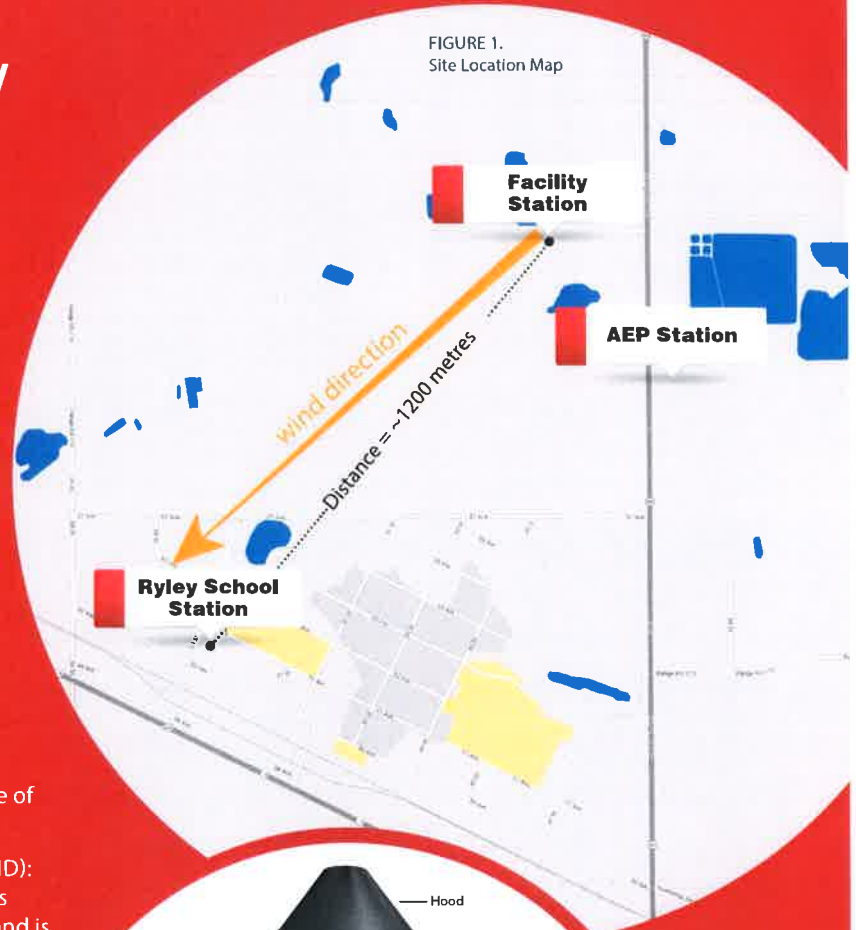 y
FIGURE 1.
Site Location Map
Facility
Station
AEP Station
wind direction
Distance = ~1200 metres
Ryley School
Station
e of
ID):
s
and is
Hood